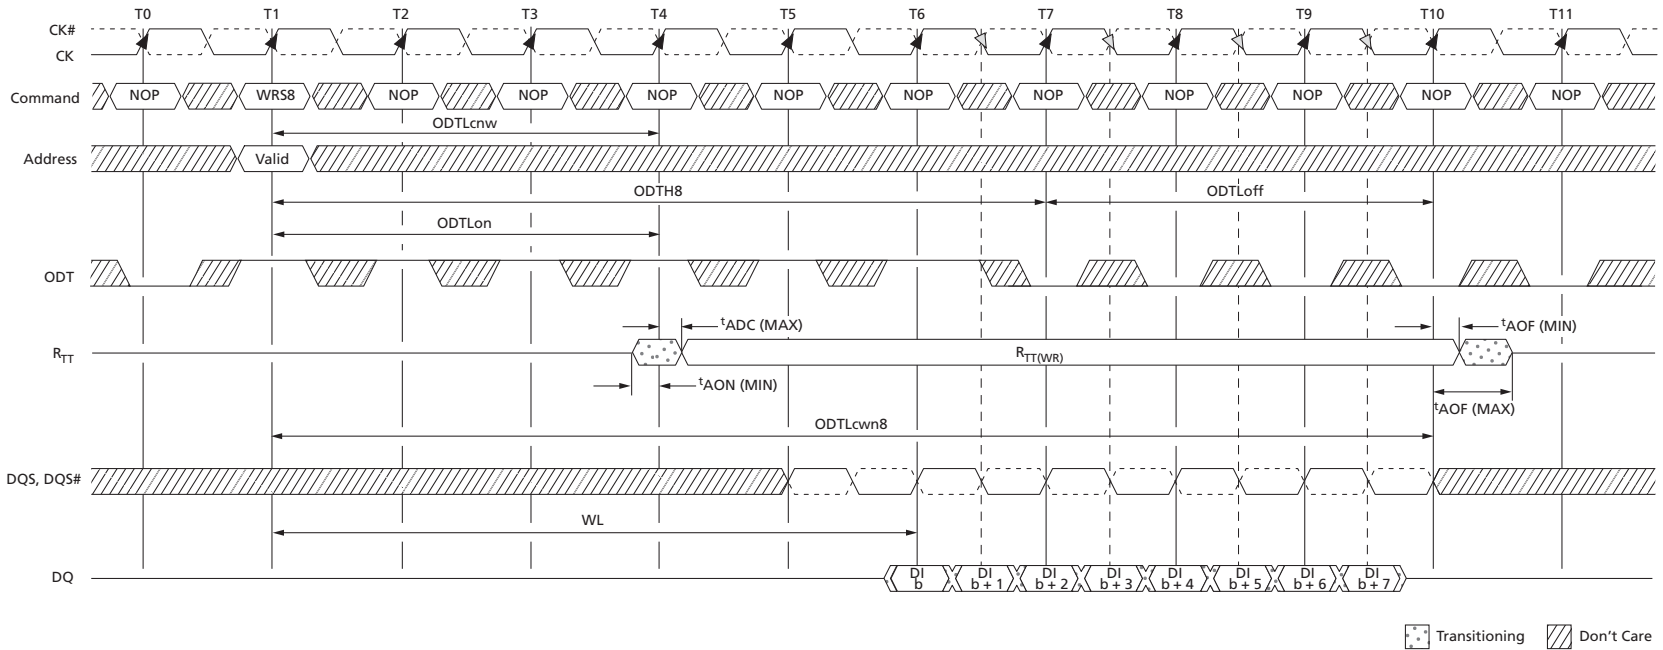 T0 T1 T2 T3 T4 T5 T6 T7 T8 T9 T10 T11
CK#
CK
Command NOP WRS8 NOP NOP NOP NOP NOP NOP NOP NOP NOP NOP
ODTLcnw
Address Valid
ODTH8 ODTLoff
ODTLon
ODT
tADC (MAX) tAOF (MIN)
RTT RTT(WR)
tAON (MIN)
tAOF (MAX)
ODTLcwn8
DQS, DQS#
WL
DQ DI b DI b + 1 DI b + 2 DI b + 3 DI b + 4 DI b + 5 DI b + 6 DI b + 7
Transitioning Don't Care